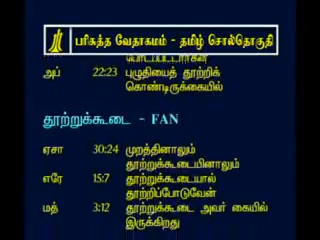 பரிசுத்த வேதாகமம் - தமிழ் சொல்தொகுதி
அப் 22:23 புழுதியைத் தூற்றிக்
கொண்டிருக்கையில்
தூற்றுக்கூடை - FAN
ஏசா 30:24 முறத்தினாலும்
தூற்றுக்கூடையினாலும்
எரே 15:7 தூற்றுக்கூடையால்
தூற்றிப்போடுவேன்
மத் 3:12 தூற்றுக்கூடை அவர் கையில்
இருக்கிறது